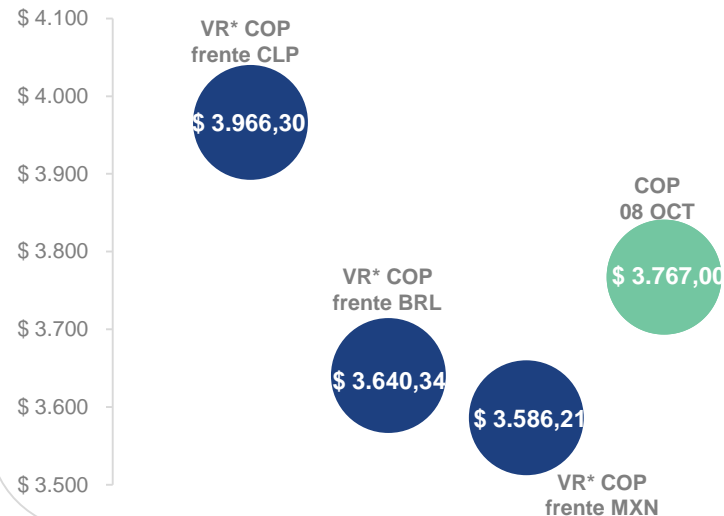 $ 4.100
$ 4.000
$ 3.900
$ 3.800
$ 3.700
$ 3.600
$ 3.500
VR* COP
frente CLP
$ 3.966,30
VR* COP
frente BRL
$ 3.640,34
$ 3.586,21
VR* COP
frente MXN
COP
08 OCT
$ 3.767,00